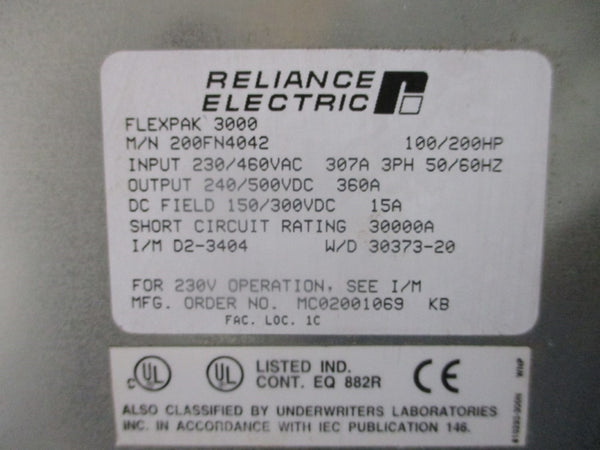 RELIANCE
ELECTRIC
FLEXPAK 3000
M/N 200FN4042 100/200HP
INPUT 230/460VAC 307A 3PH 50/60HZ
OUTPUT 240/500VDC 360A
DC FIELD 150/300VDC 15A
SHORT CIRCUIT RATING 30000A
I/M D2-3404 W/D 30373-20
FOR 230V OPERATION, SEE I/M
MFG. ORDER NO. MC02001069 KB
FAC. LOC. 1C
C UL UL LISTED IND. CE
CONT. EQ 882R
ALSO CLASSIFIED BY UNDERWRITERS LABORATORIES
INC. IN ACCORDANCE WITH IEC PUBLICATION 146.